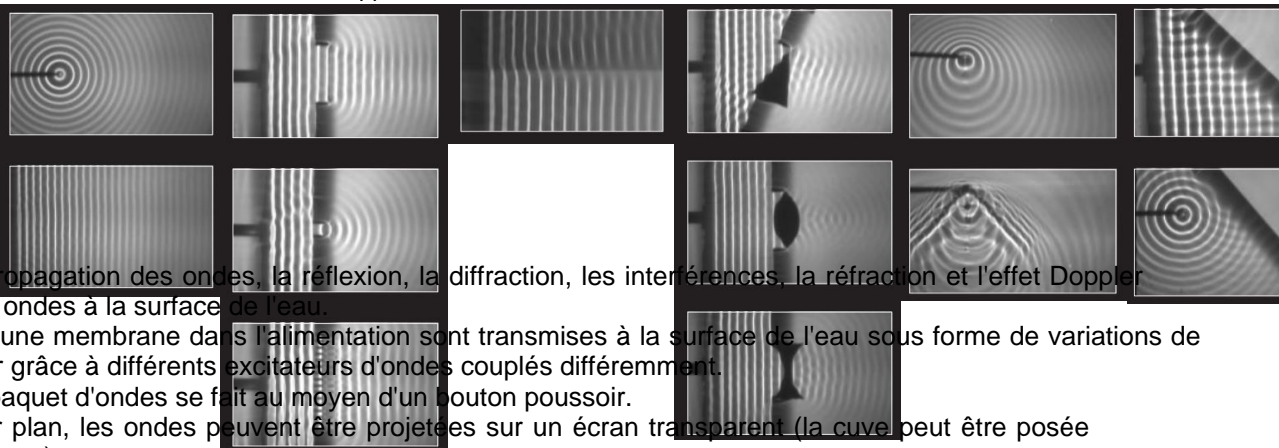 ropagation des ondes, la réflexion, la diffraction, les interférences, la réfraction et l'effet Doppler
ondes à la surface de l'eau.
une membrane dans l'alimentation sont transmises à la surface de l'eau sous forme de variations de
r grâce à différents excitateurs d'ondes couplés différemment.
aquet d'ondes se fait au moyen d'un bouton poussoir.
r plan, les ondes peuvent être projetées sur un écran transparent (la cuve peut être posée